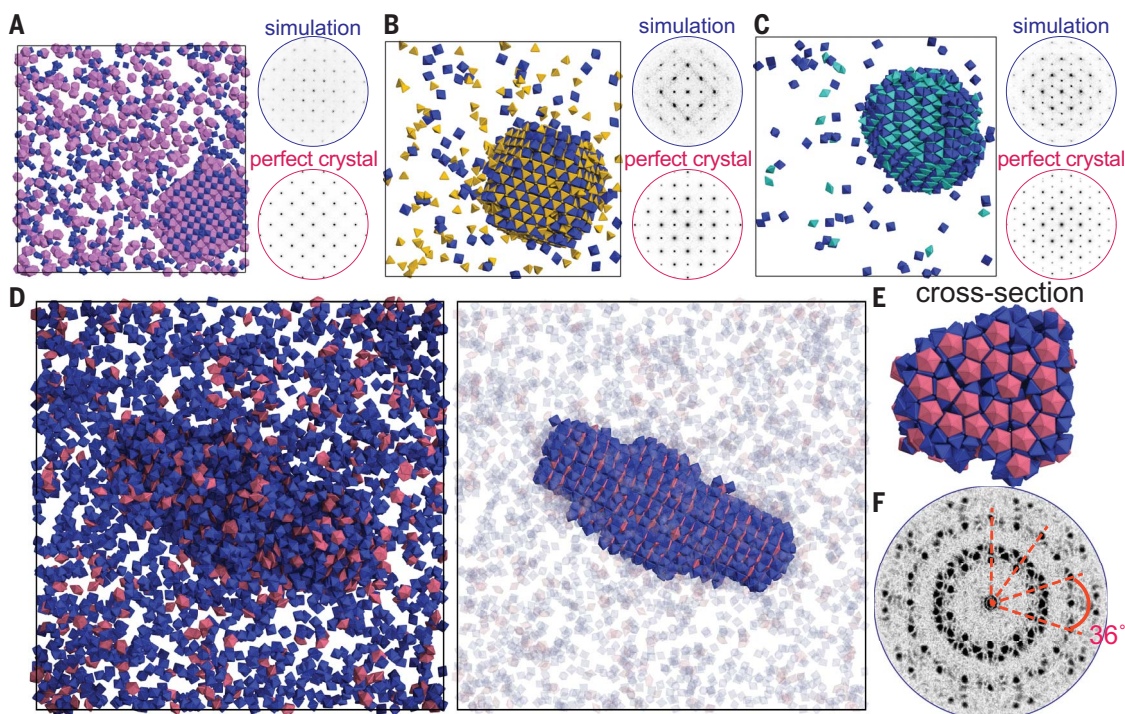 A
simulation
perfect crystal
B
simulation
perfect crystal
C
simulation
perfect crystal
D
E
cross-section
F
36°